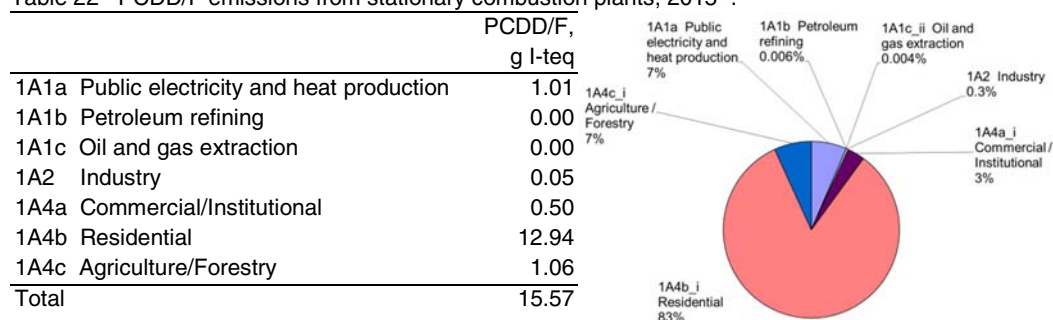 Table 22 PCDD/F emissions from stationary combustion plants, 2015 .
PCDD/F,
g I-teq
1A1a Public electricity and heat production 1.01
1A1b Petroleum refining 0.00
1A1c Oil and gas extraction 0.00
1A2 Industry 0.05
1A4a Commercial/Institutional 0.50
1A4b Residential 12.94
1A4c Agriculture/Forestry 1.06
Total 15.57
1A1a Public
electricity and
heat production
7%
1A1b Petroleum
refining
0.006%
1A1c_ii Oil and
gas extraction
0.004%
1A2 Industry
0.3%
1A4c_i
Agriculture /
Forestry
7%
1A4a_i
Commercial /
Institutional
3%
1A4b_i
Residential
83%